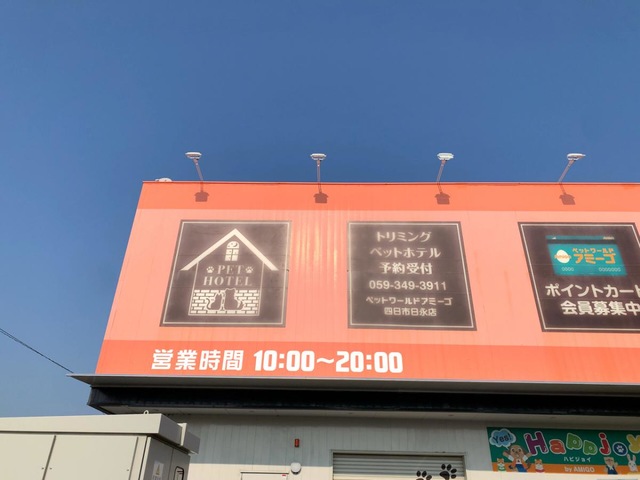 PET
HOTEL
トリミング
ペットホテル
予約受付
059-349-3911
ペットワールドアミーゴ
四日市日永店
ペットワールド
アミーゴ
ポイントカード
会員募集中
営業時間 10:00〜20:00
Yes!
Happjoy
ハピジョイ
by AMIGO